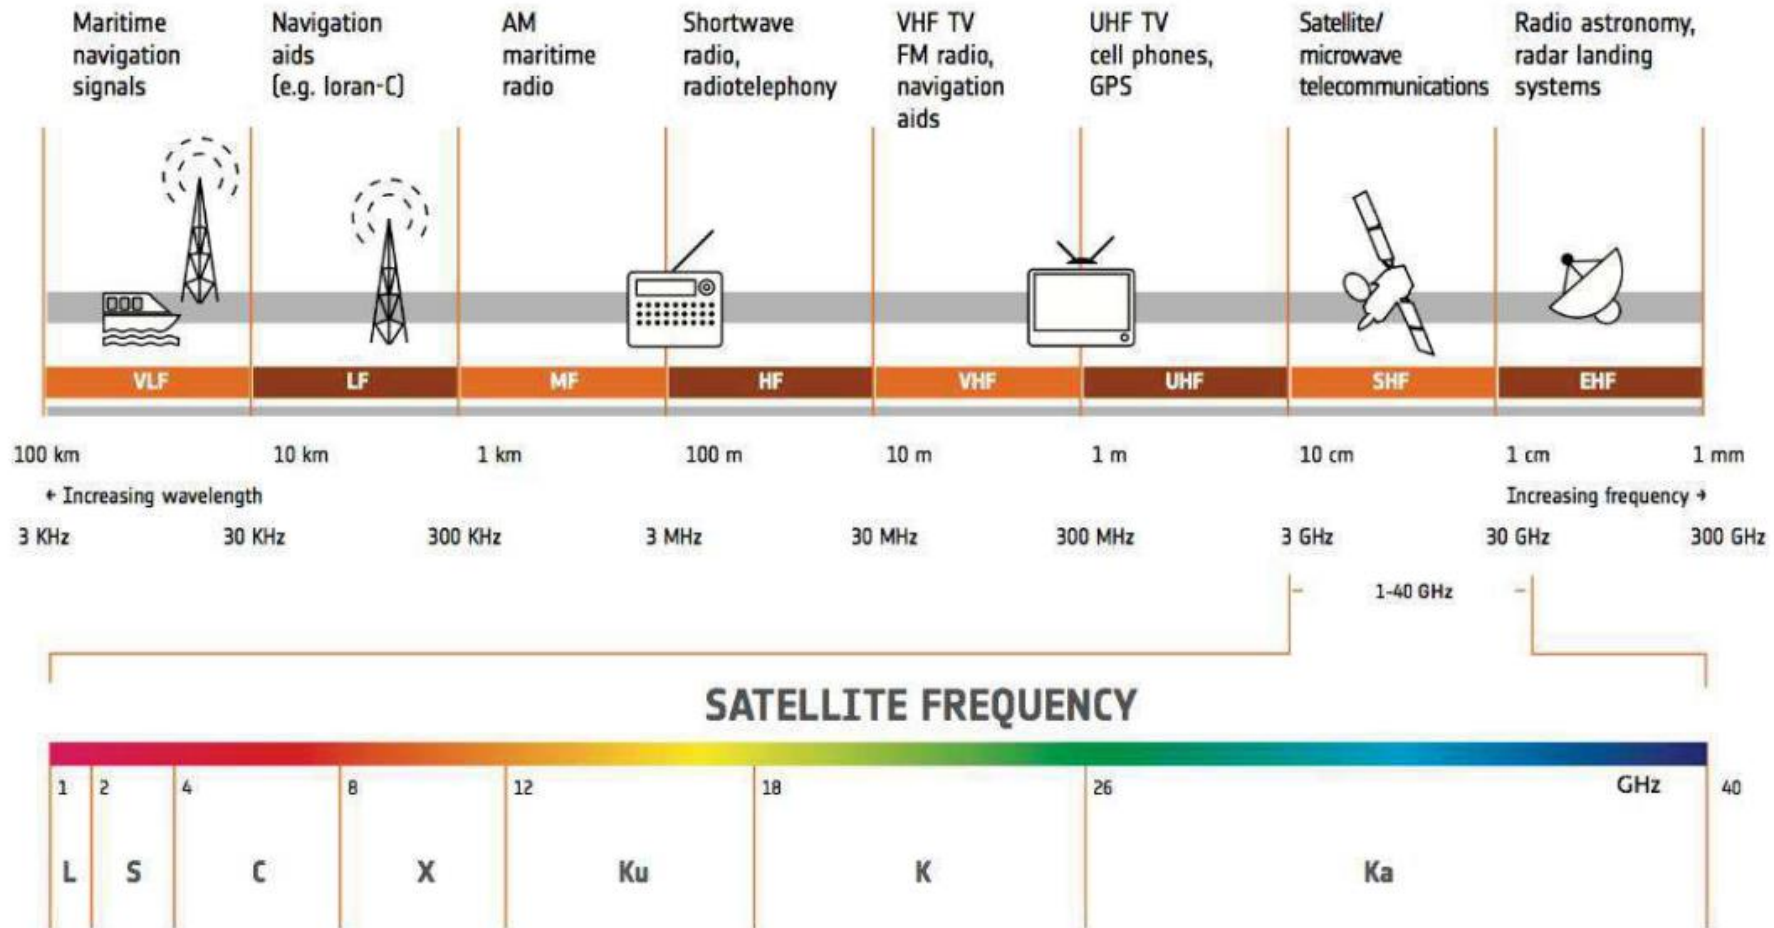 Maritime
navigation
signals
Navigation
aids
(e.g. loran-C)
AM
maritime
radio
Shortwave
radio,
radiotelephony
VHF TV
FM radio,
navigation
aids
UHF TV
cell phones,
GPS
Satellite/
microwave
telecommunications
Radio astronomy,
radar landing
systems
VLF LF MF HF VHF UHF SHF EHF
100 km 10 km 1 km 100 m 10 m 1 m 10 cm 1 cm 1 mm
← Increasing wavelength Increasing frequency →
3 KHz 30 KHz 300 KHz 3 MHz 30 MHz 300 MHz 3 GHz 30 GHz 300 GHz
1-40 GHz
SATELLITE FREQUENCY
1 2 4 8 12 18 26 GHz 40
L S C X Ku K Ka